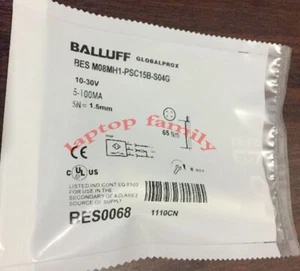 BALLUFF GLOBALPROX
BES M08MH1-PSC15B-S04G
10-30V
5-100MA
SN= 1.5mm
65
laptop family
LISTED IND.CONT.EQ
FOR USE IN THE
SECONDARY OF A CLASS 2
SOURCE OF SUPPLY
BES0068 1110CN